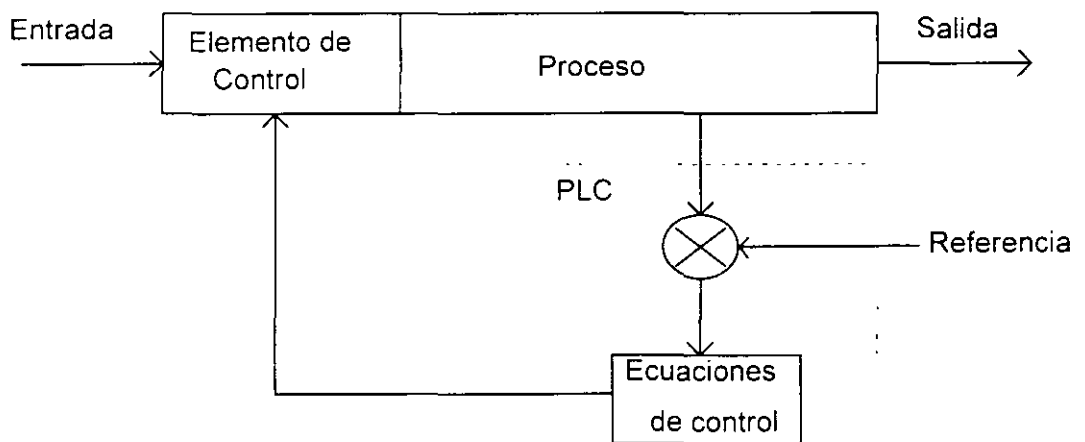 Entrada
Elemento de
Control
Proceso
Salida
PLC
Referencia
Ecuaciones
de control